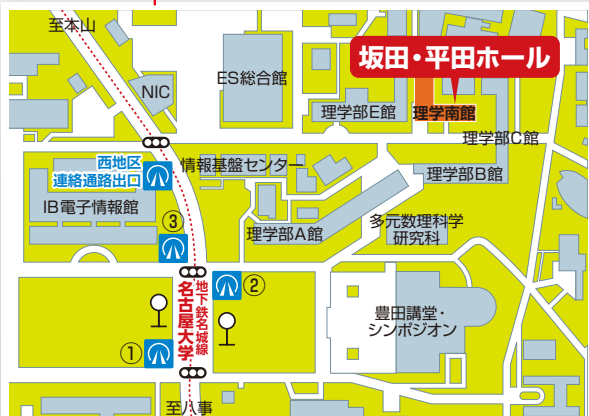 至本山
坂田・平田ホール
ES総合館
NIC
理学部E館
理学南館
理学部C館
西地区
連絡通路出口
情報基盤センター
理学部B館
IB電子情報館
③
理学部A館
多元数理科学
研究科
②
地下鉄名城線
名古屋大学
豊田講堂・
シンポジオン
①
至八事